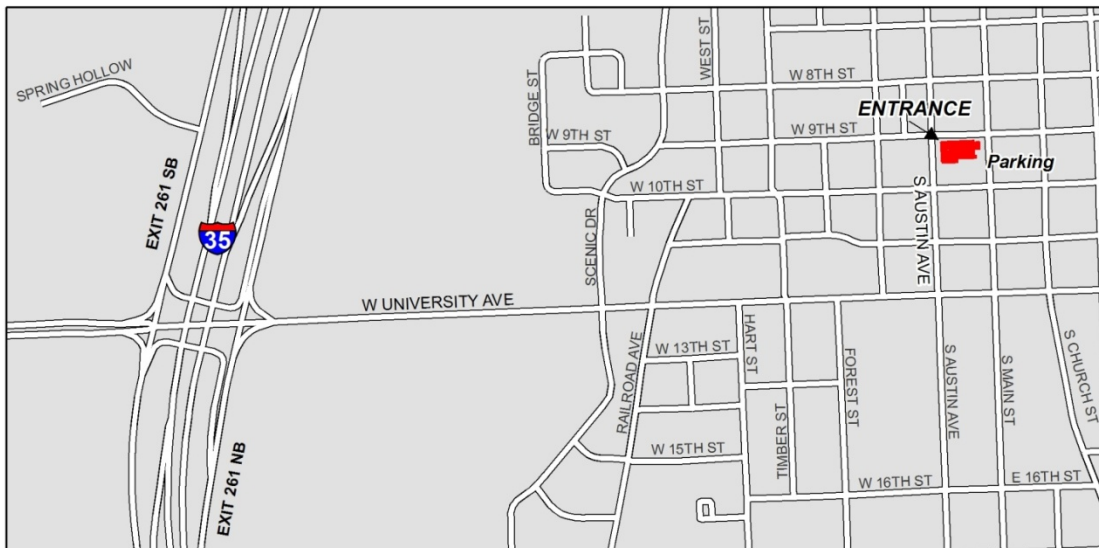 SPRING HOLLOW
EXIT 261 SB
35
EXIT 261 NB
W UNIVERSITY AVE
BRIDGE ST
W 9TH ST
SCENIC DR
W 10TH ST
WEST ST
W 8TH ST
ENTRANCE
W 9TH ST
Parking
S AUSTIN AVE
RAILROAD AVE
W 13TH ST
HART ST
W 15TH ST
TIMBER ST
FOREST ST
S AUSTIN AVE
S MAIN ST
S CHURCH ST
W 16TH ST
E 16TH ST